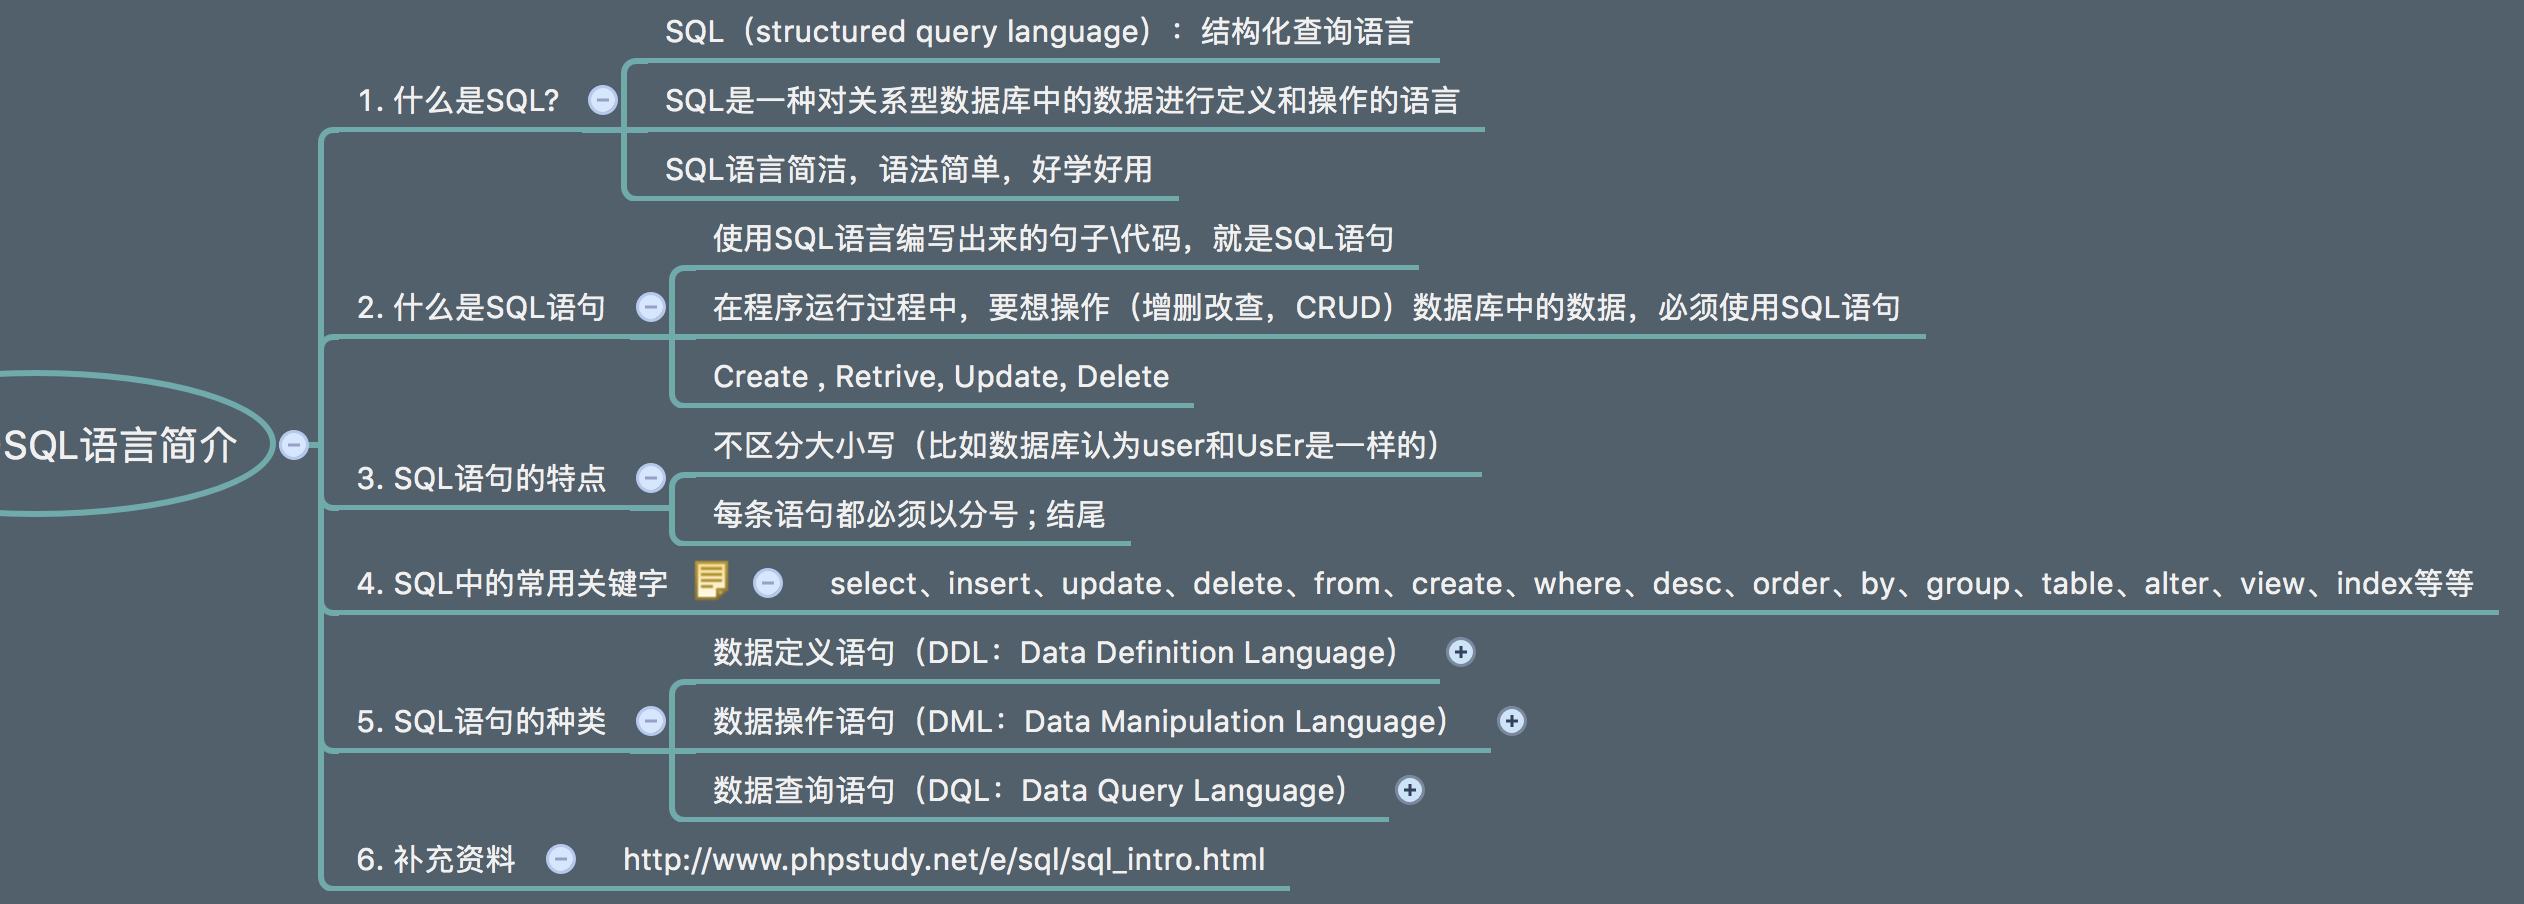 SQL语言简介
1. 什么是SQL?
SQL（structured query language）：结构化查询语言
SQL是一种对关系型数据库中的数据进行定义和操作的语言
SQL语言简洁，语法简单，好学好用
2. 什么是SQL语句
使用SQL语言编写出来的句子\代码，就是SQL语句
在程序运行过程中，要想操作（增删改查，CRUD）数据库中的数据，必须使用SQL语句
Create , Retrive, Update, Delete
3. SQL语句的特点
不区分大小写（比如数据库认为user和UsEr是一样的）
每条语句都必须以分号 ; 结尾
4. SQL中的常用关键字
select、insert、update、delete、from、create、where、desc、order、by、group、table、alter、view、index等等
5. SQL语句的种类
数据定义语句（DDL：Data Definition Language）
数据操作语句（DML：Data Manipulation Language）
数据查询语句（DQL：Data Query Language）
6. 补充资料
http://www.phpstudy.net/e/sql/sql_intro.html